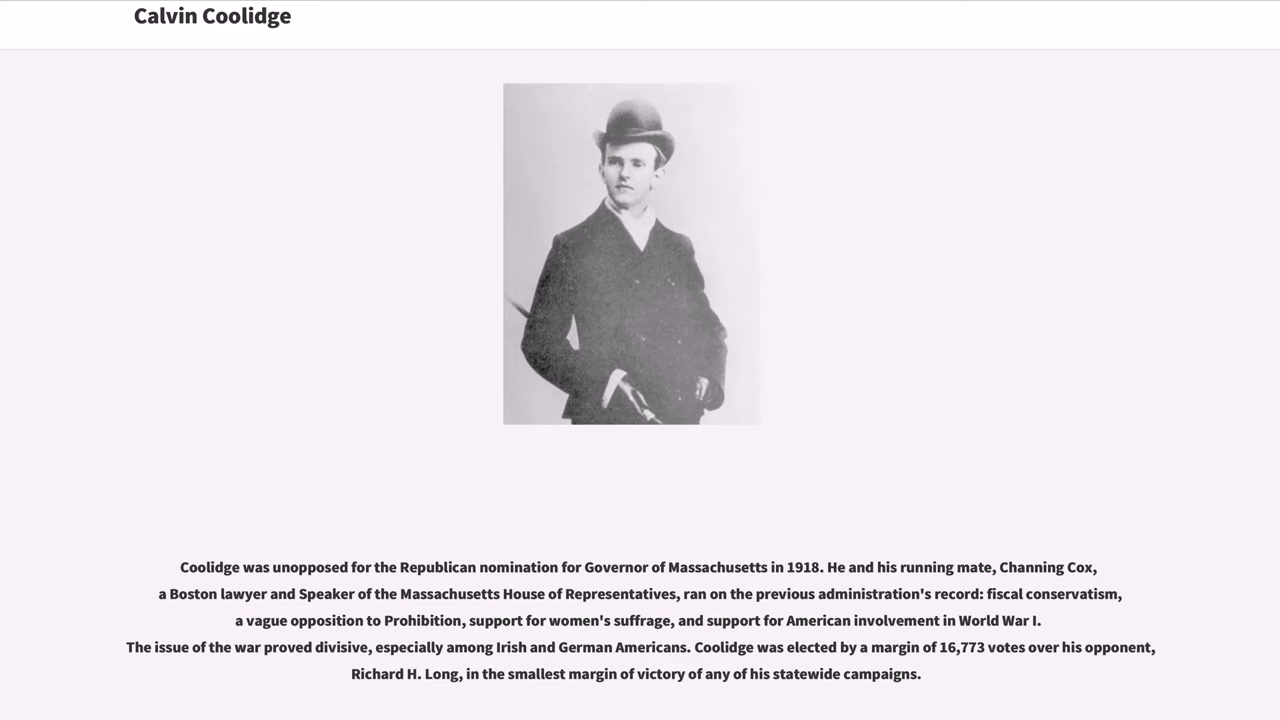 Calvin Coolidge
Coolidge was unopposed for the Republican nomination for Governor of Massachusetts in 1918. He and his running mate, Channing Cox,
a Boston lawyer and Speaker of the Massachusetts House of Representatives, ran on the previous administration's record: fiscal conservatism,
a vague opposition to Prohibition, support for women's suffrage, and support for American involvement in World War I.
The issue of the war proved divisive, especially among Irish and German Americans. Coolidge was elected by a margin of 16,773 votes over his opponent,
Richard H. Long, in the smallest margin of victory of any of his statewide campaigns.